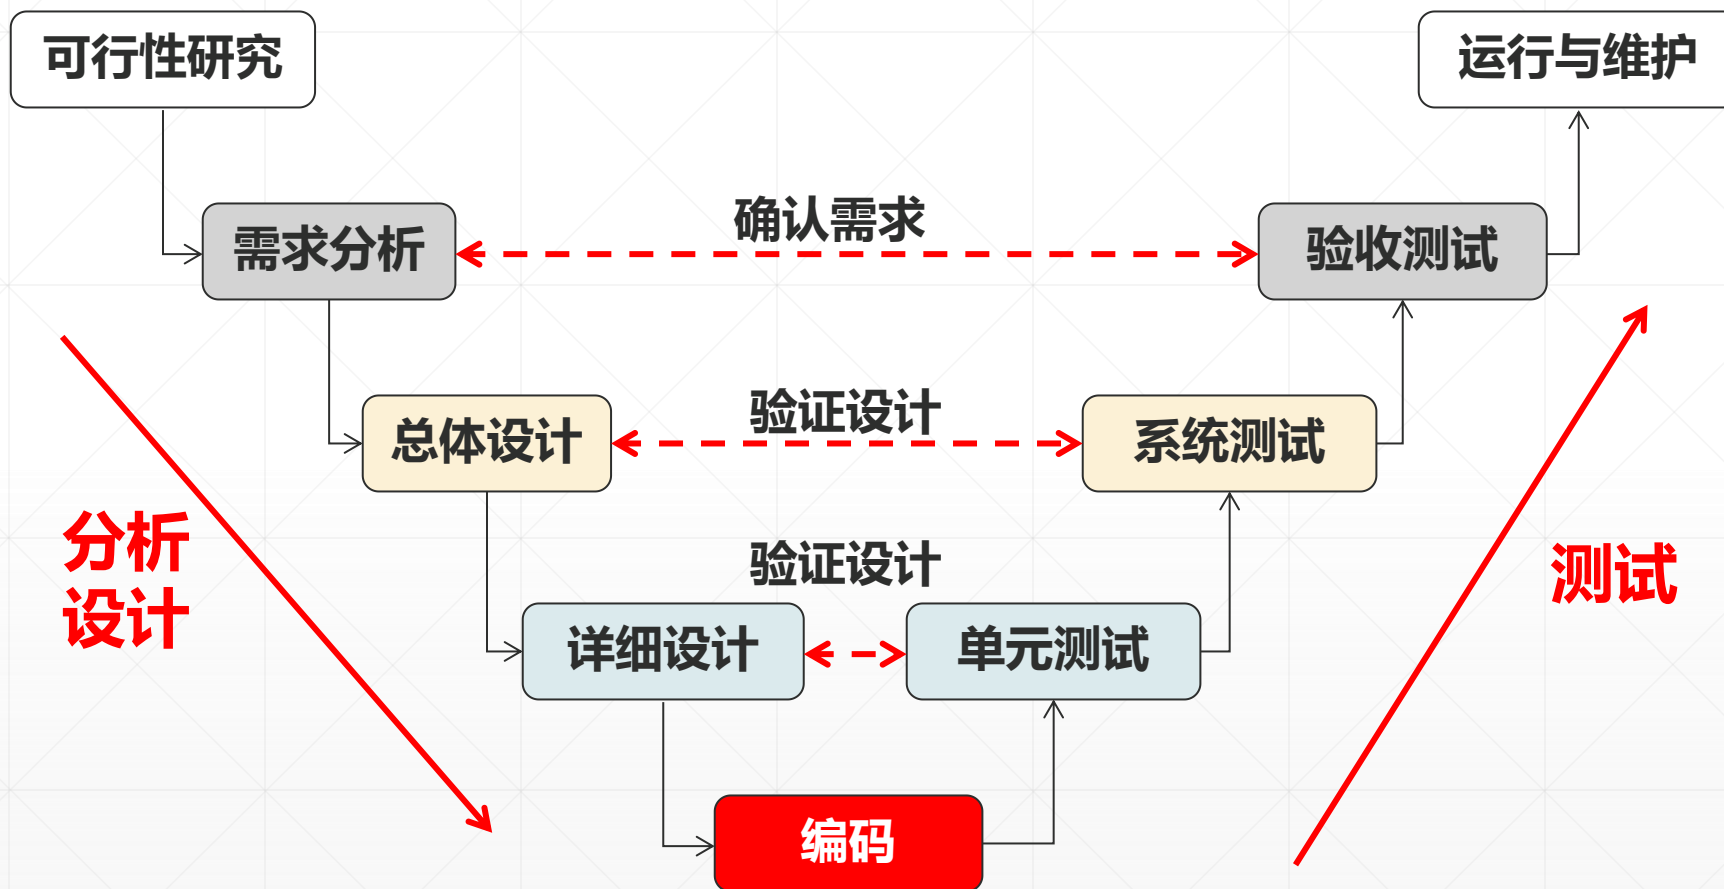 可行性研究
运行与维护
确认需求
需求分析
验收测试
验证设计
总体设计
系统测试
分析
设计
验证设计
测试
详细设计
单元测试
编码